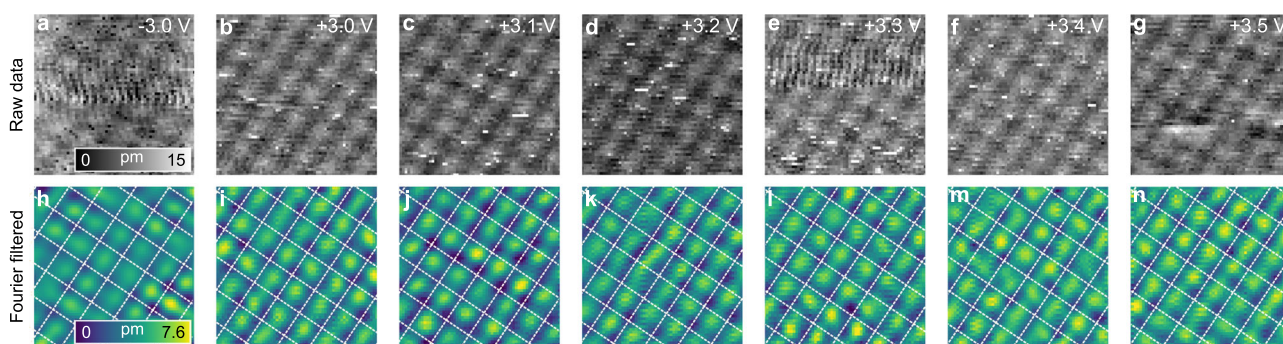 Raw data
a -3.0 V
b +3.0 V
c +3.1 V
d +3.2 V
e +3.3 V
f +3.4 V
g +3.5 V
0 pm 15
Fourier filtered
h
i
j
k
l
m
n
0 pm 7.6